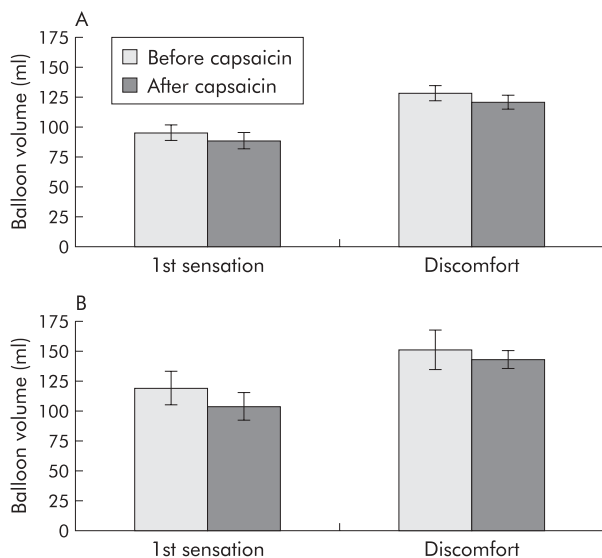 A
175
150
125
100
75
50
25
0
Balloon volume (ml)
Before capsaicin
After capsaicin
1st sensation
Discomfort
B
175
150
125
100
75
50
25
0
Balloon volume (ml)
1st sensation
Discomfort